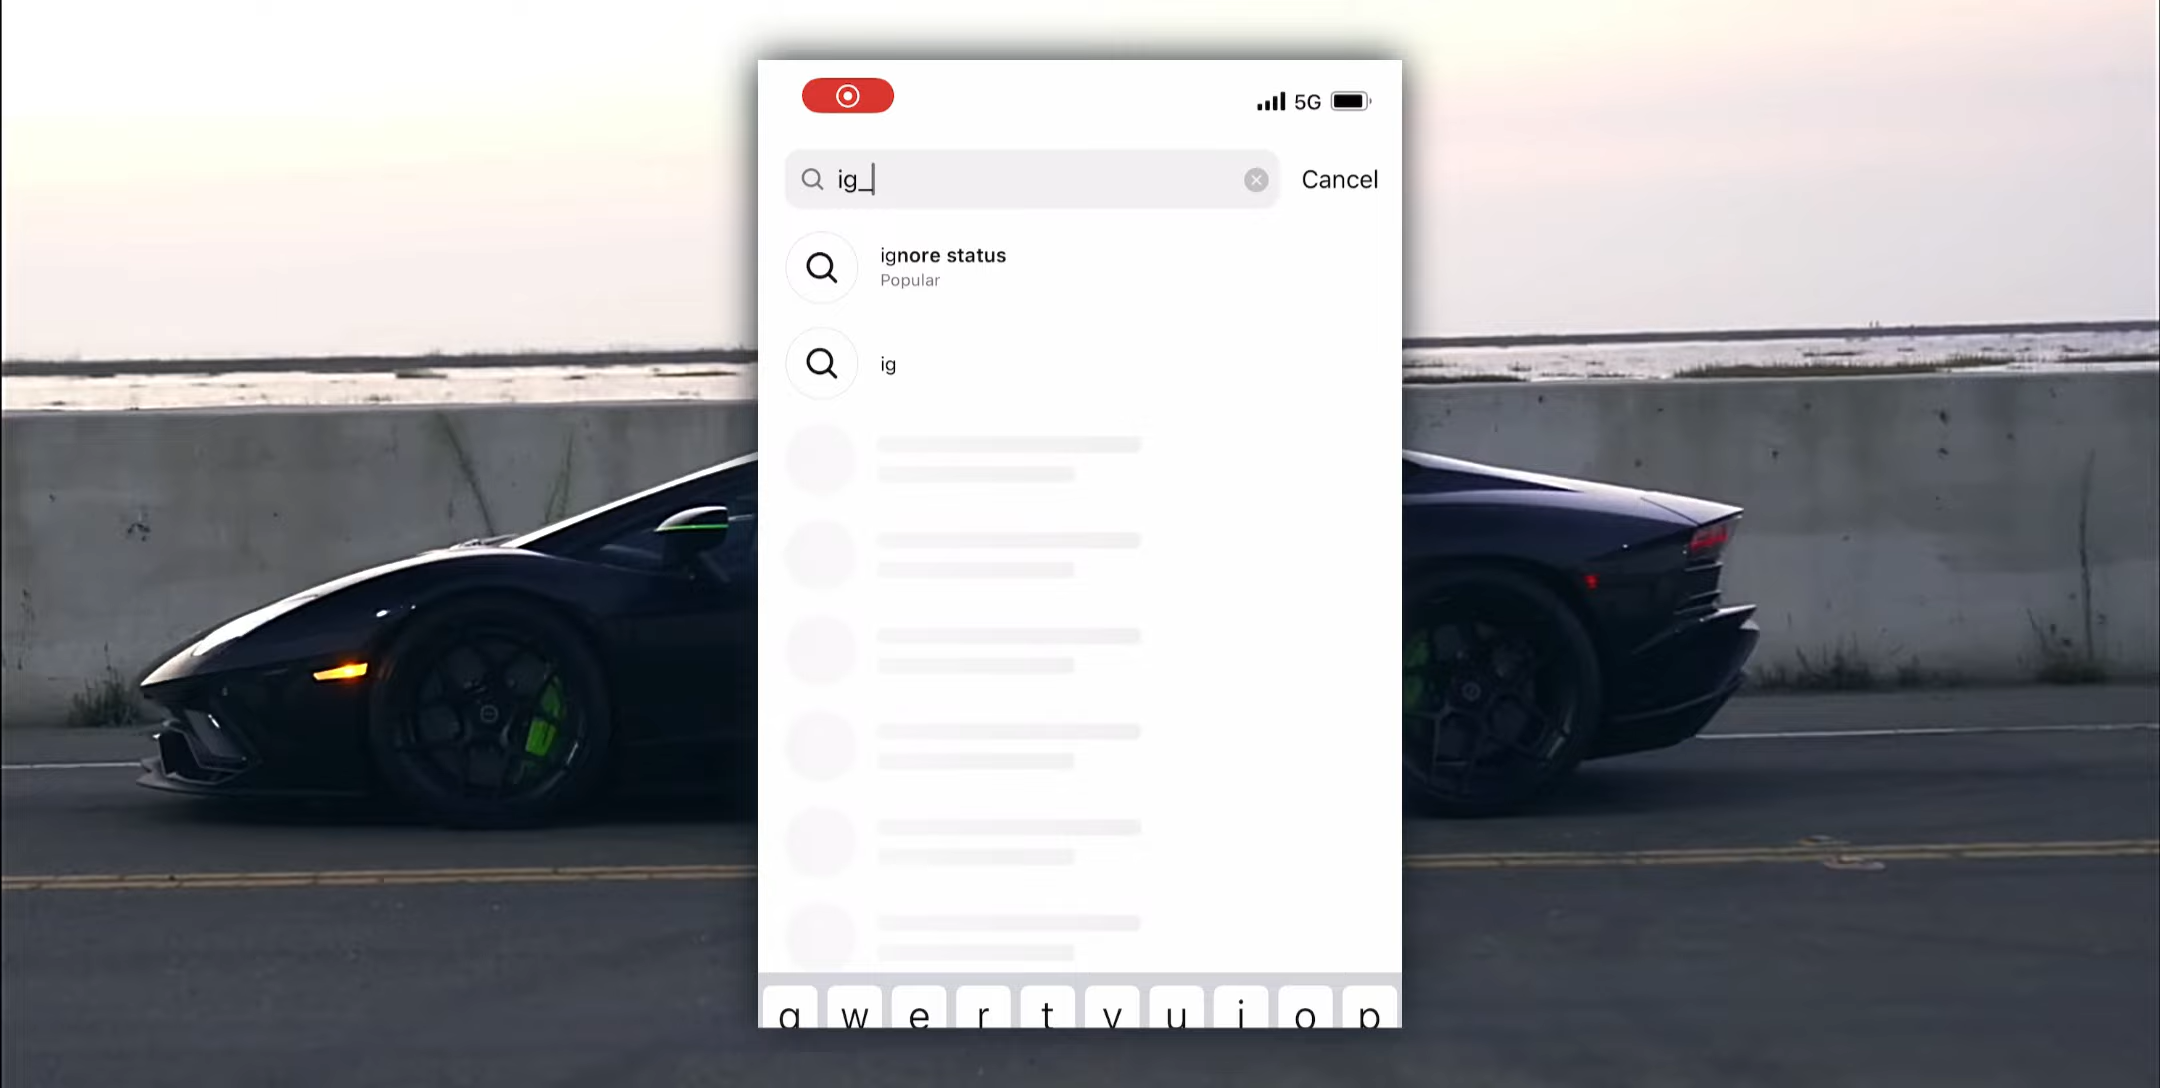 5G
ig_
Cancel
ignore status
Popular
ig
q w e r t y u i o p